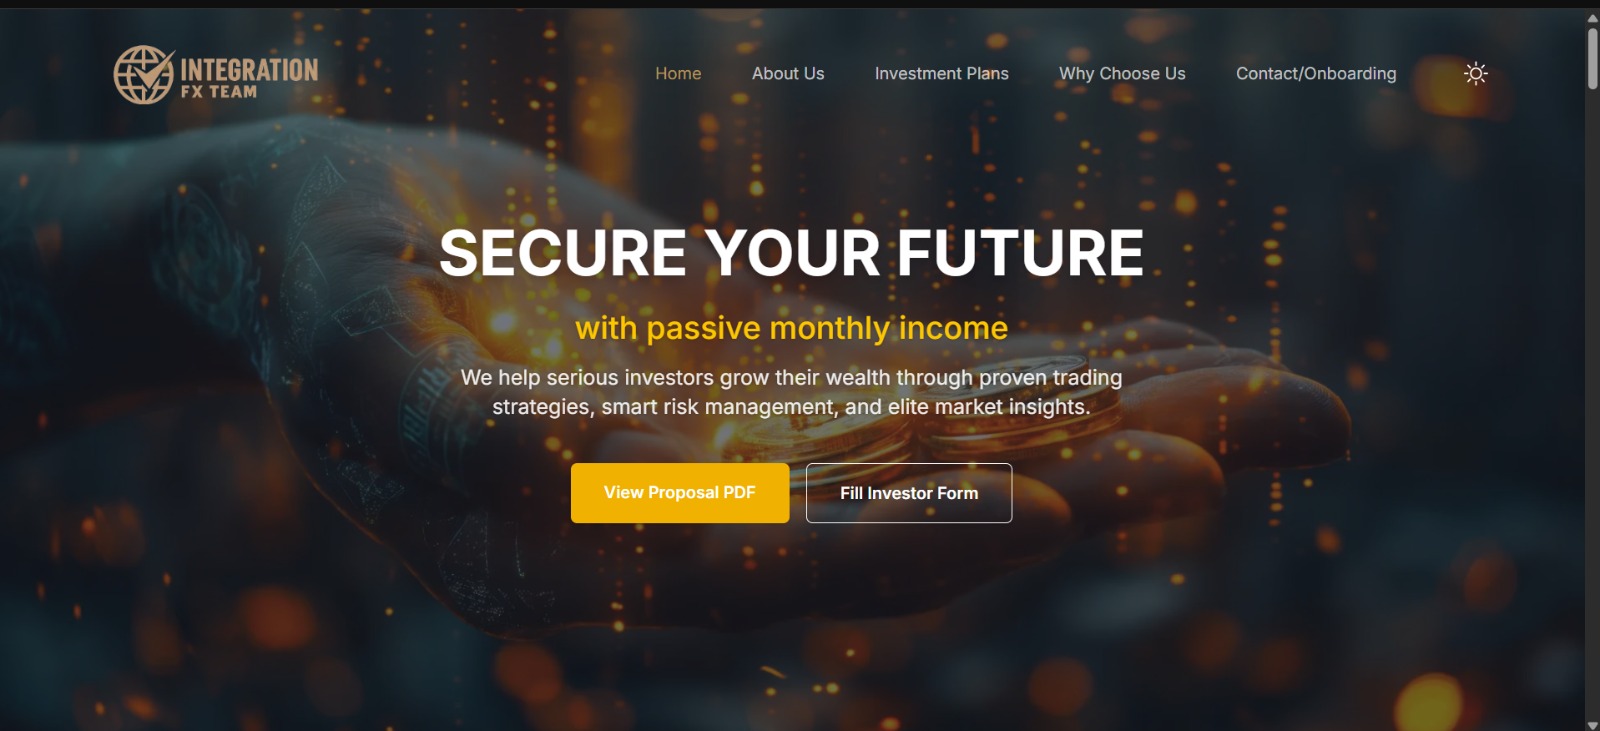 INTEGRATION
FX TEAM
Home
About Us
Investment Plans
Why Choose Us
Contact/Onboarding
SECURE YOUR FUTURE
with passive monthly income
We help serious investors grow their wealth through proven trading
strategies, smart risk management, and elite market insights.
View Proposal PDF
Fill Investor Form